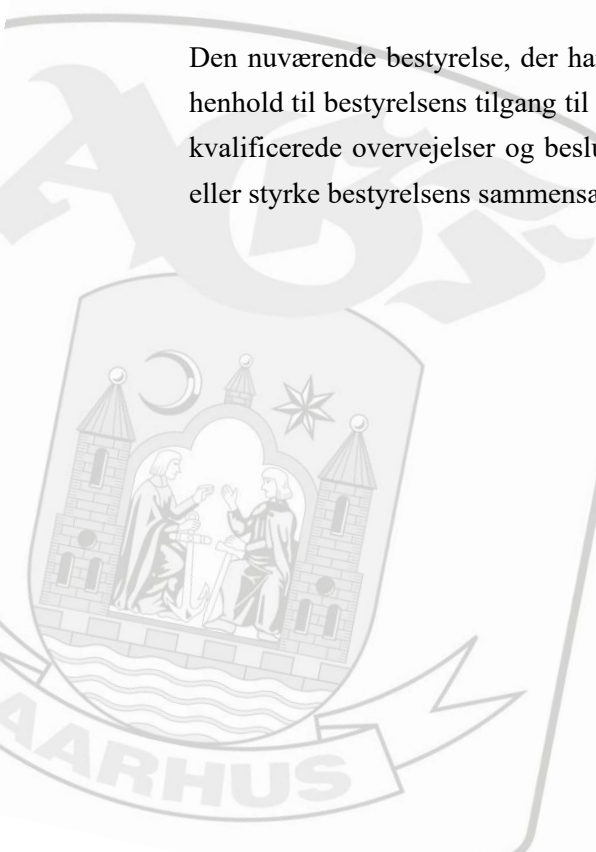 Den nuværende bestyrelse, der ha
henhold til bestyrelsens tilgang til
kvalificerede overvejelser og beslu
eller styrke bestyrelsens sammensa
AGF
AARHUS